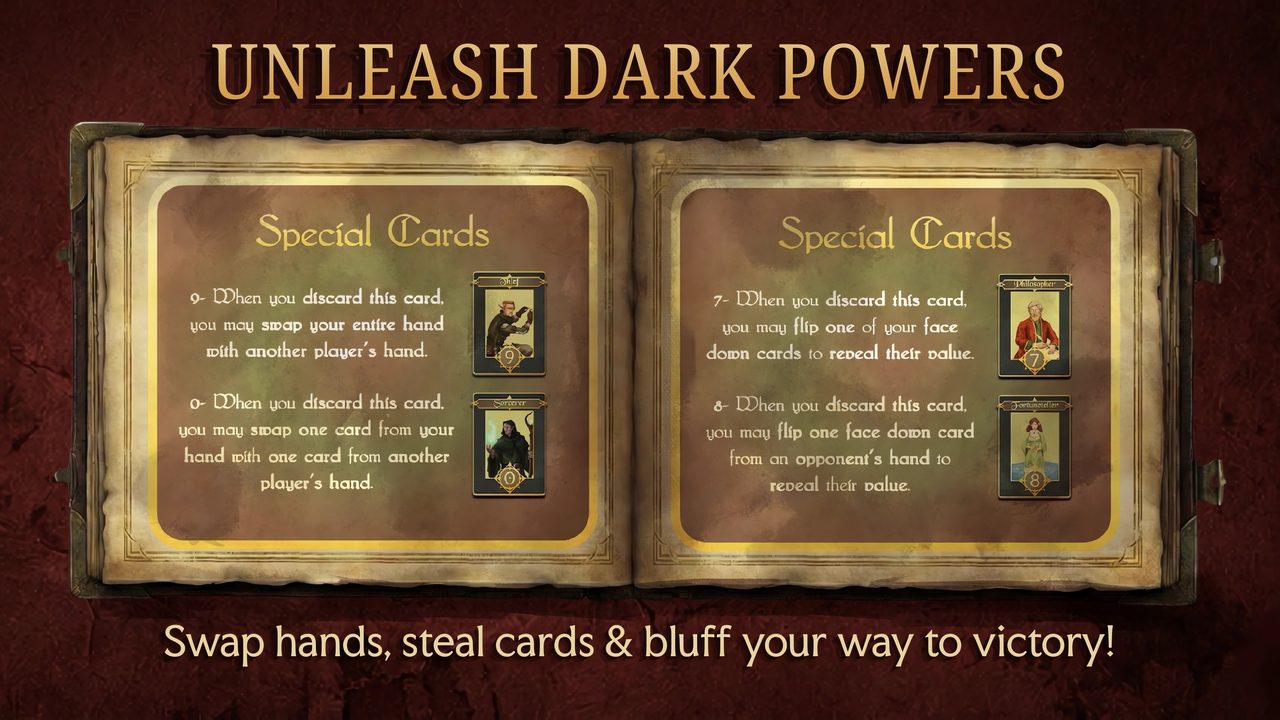 UNLEASH DARK POWERS
Special Cards
9- When you discard this card,
you may swap your entire hand
with another player's hand.
Thief
9
0- When you discard this card,
you may swap one card from your
hand with one card from another
player's hand.
Sorcerer
0
Special Cards
7- When you discard this card,
you may flip one of your face
down cards to reveal their value.
Philosopher
7
8- When you discard this card,
you may flip one face down card
from an opponent's hand to
reveal their value.
Fortuneteller
8
Swap hands, steal cards & bluff your way to victory!